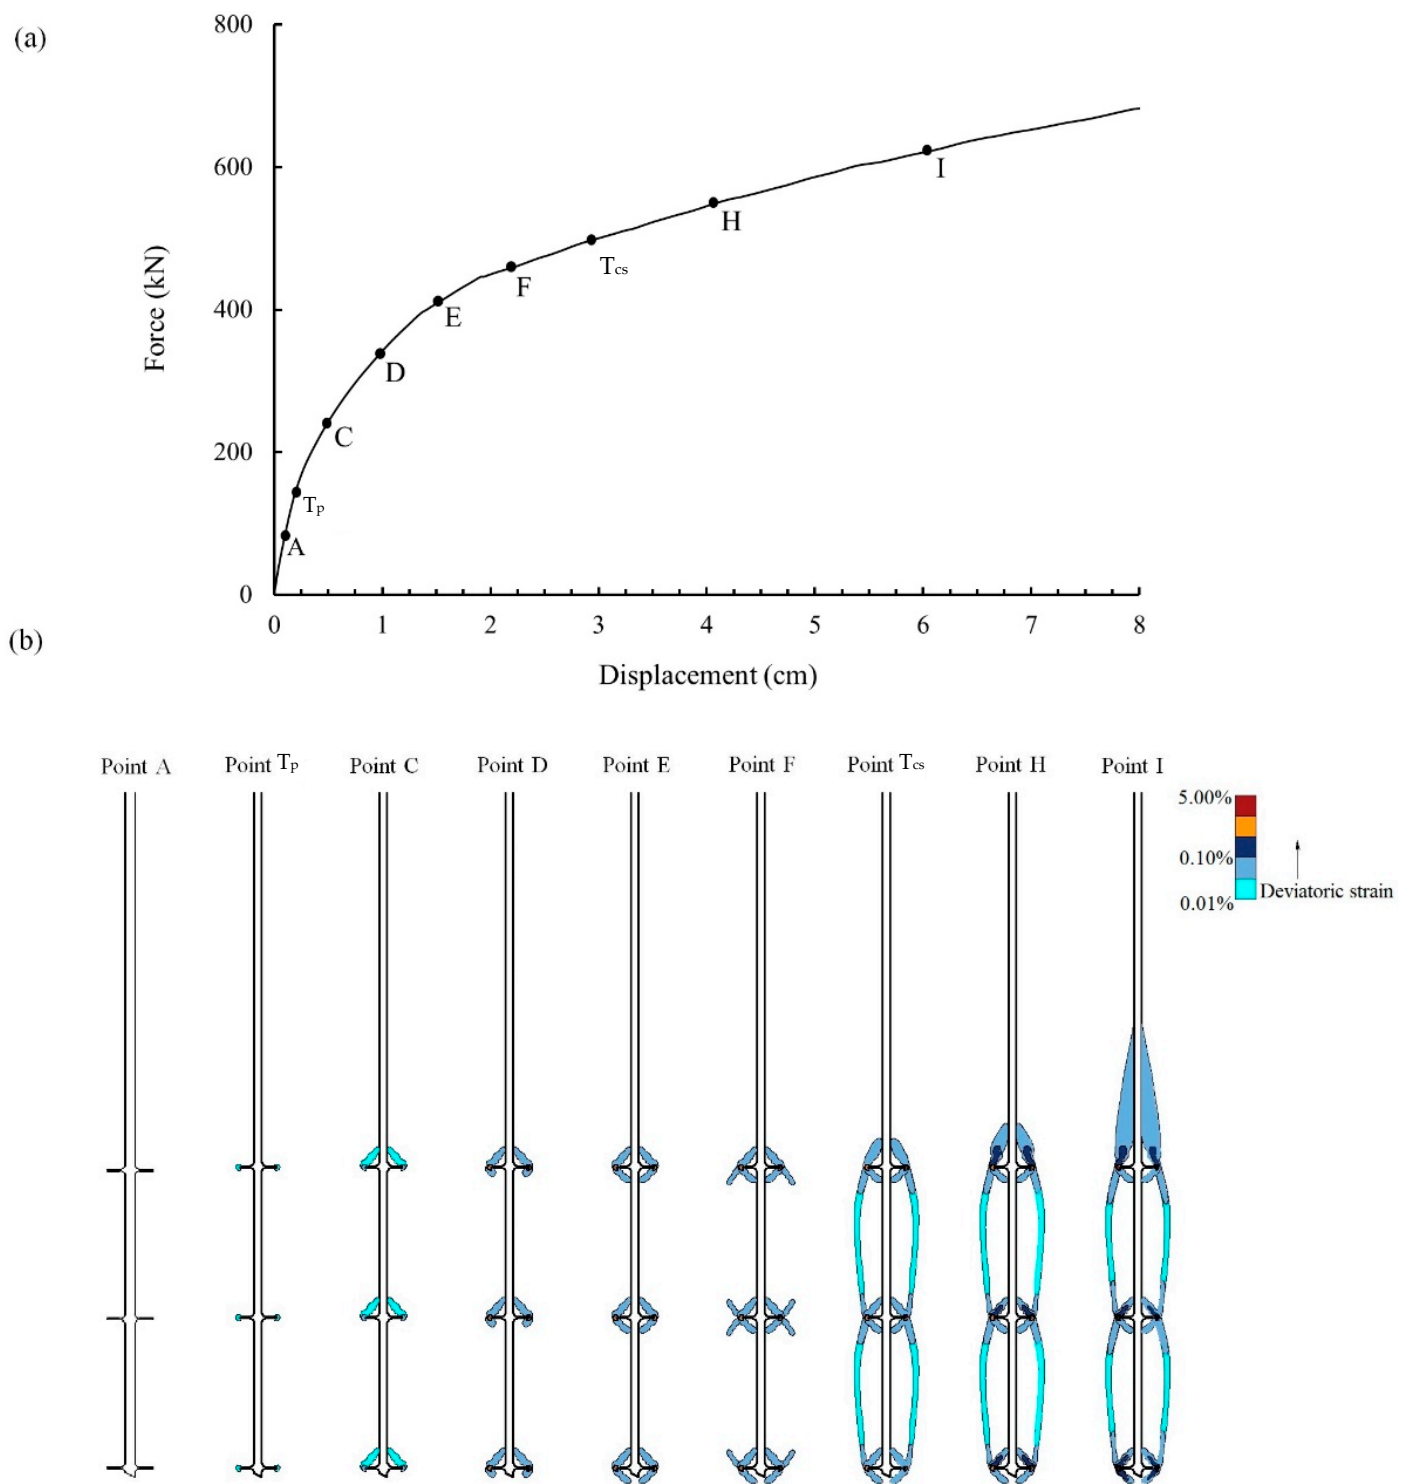 (a)
800
600
400
200
0
Force (kN)
A
Tp
C
D
E
F
Tcs
H
I
0 1 2 3 4 5 6 7 8
Displacement (cm)
(b)
Point A Point Tp Point C Point D Point E Point F Point Tcs Point H Point I
5.00%
0.10%
0.01%
Deviatoric strain